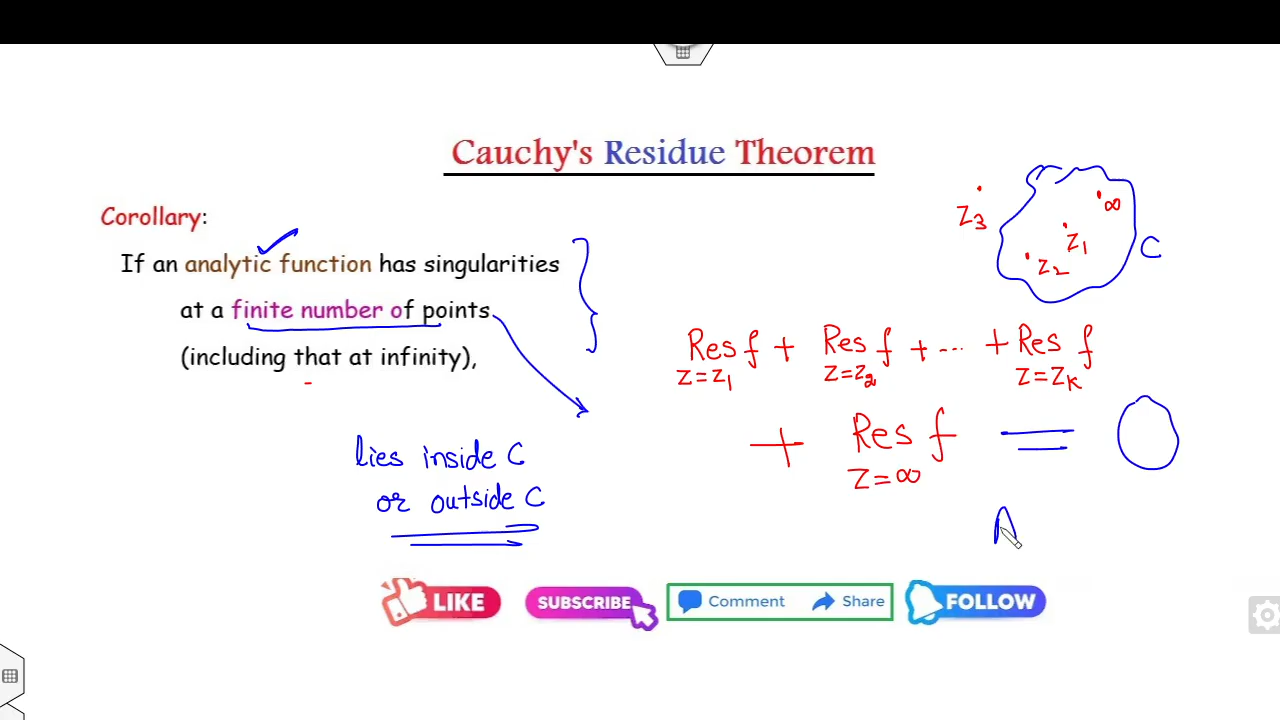 Cauchy's Residue Theorem
Corollary:
If an analytic function has singularities
at a finite number of points
(including that at infinity),
z3
∞
z1
z2
C
Res f + Res f + ... + Res f
z=z1 z=z2 z=zk
+ Res f = 0
z=∞
lies inside C
or outside C
LIKE
SUBSCRIBE
Comment
Share
FOLLOW